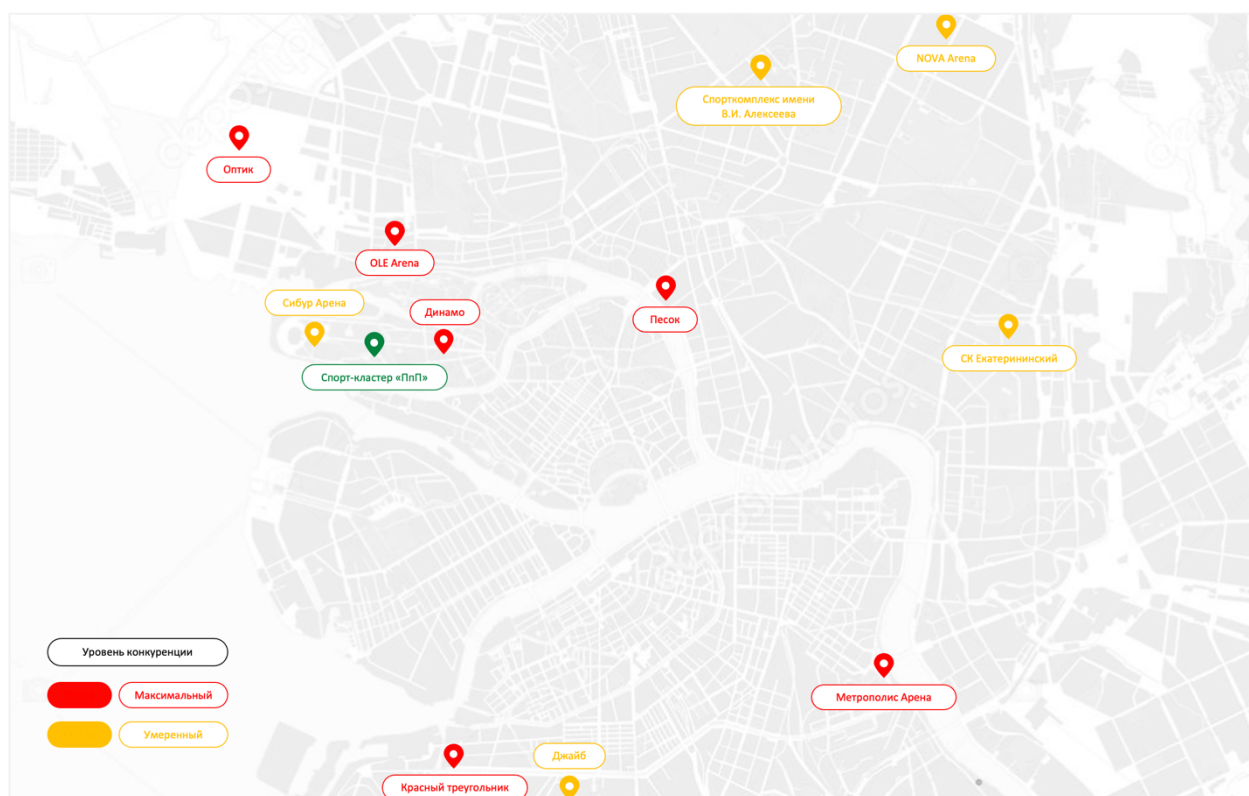 NOVA Arena
Спорткомплекс имени
В.И. Алексеева
Оптик
OLE Arena
Сибур Арена
Динамо
Песок
СК Екатерининский
Спорт-кластер «ПпП»
Уровень конкуренции
Максимальный
Умеренный
Метрополис Арена
Джайб
Красный треугольник